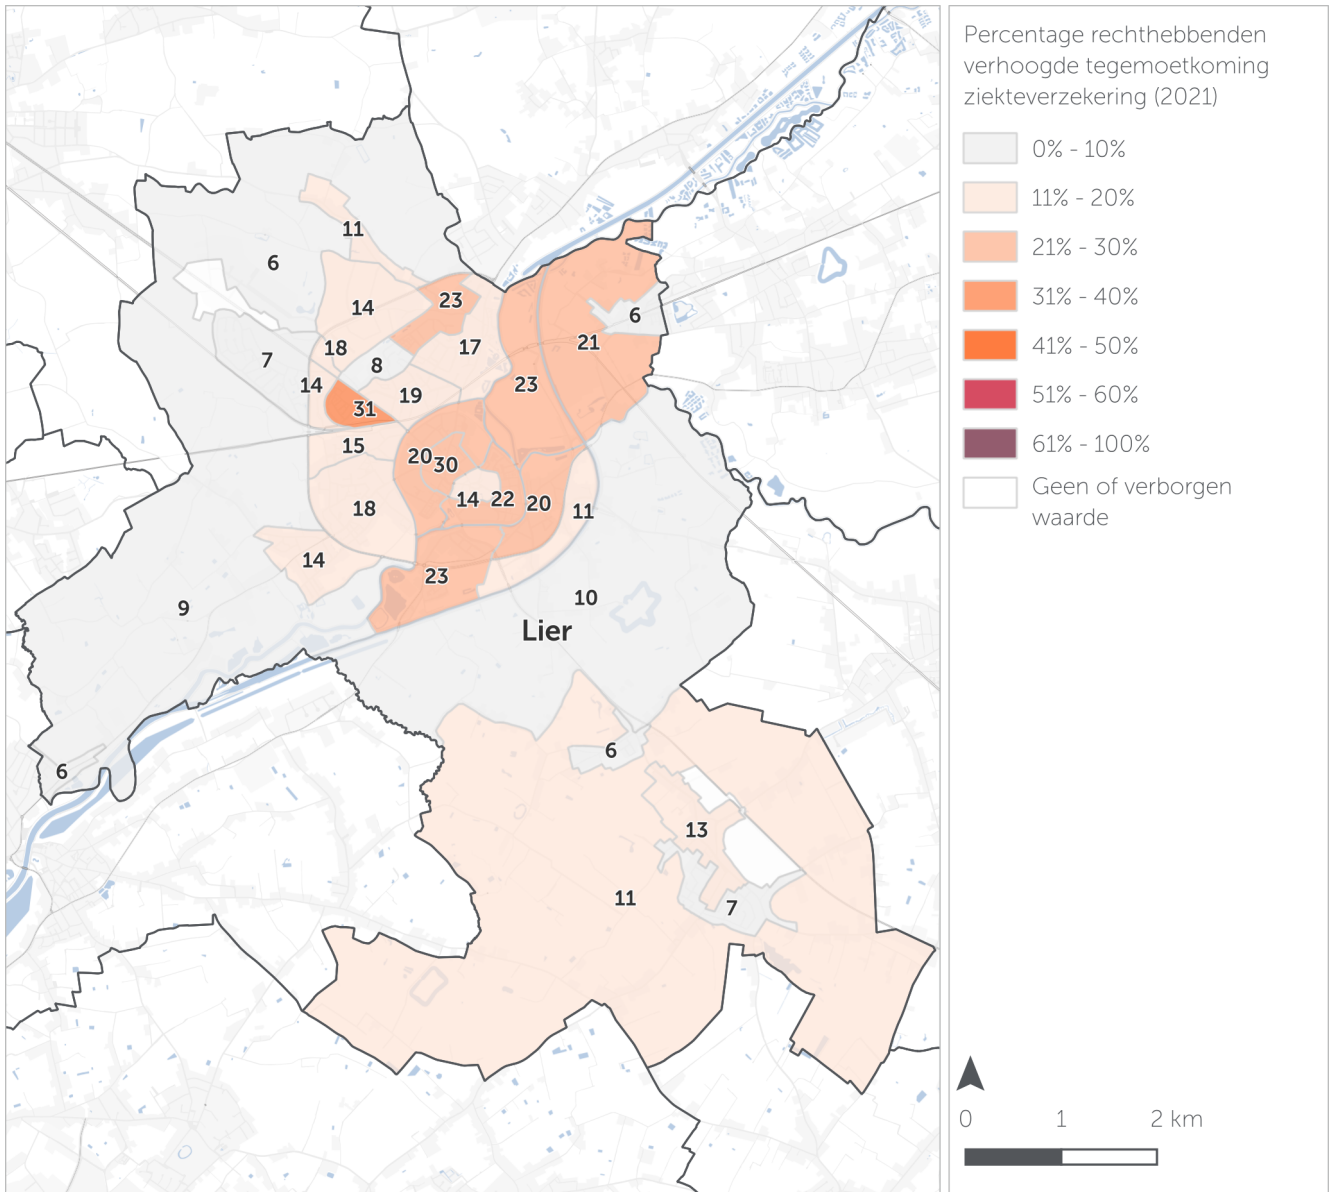 Percentage rechthebbenden
verhoogde tegemoetkoming
ziekteverzekering (2021)
0% - 10%
11% - 20%
21% - 30%
31% - 40%
41% - 50%
51% - 60%
61% - 100%
Geen of verborgen
waarde
11
6
14
23
6
17
21
18
8
7
14
23
19
31
15
20
30
14
22
20
18
11
14
23
9
10
Lier
6
6
13
11
7
0 1 2 km